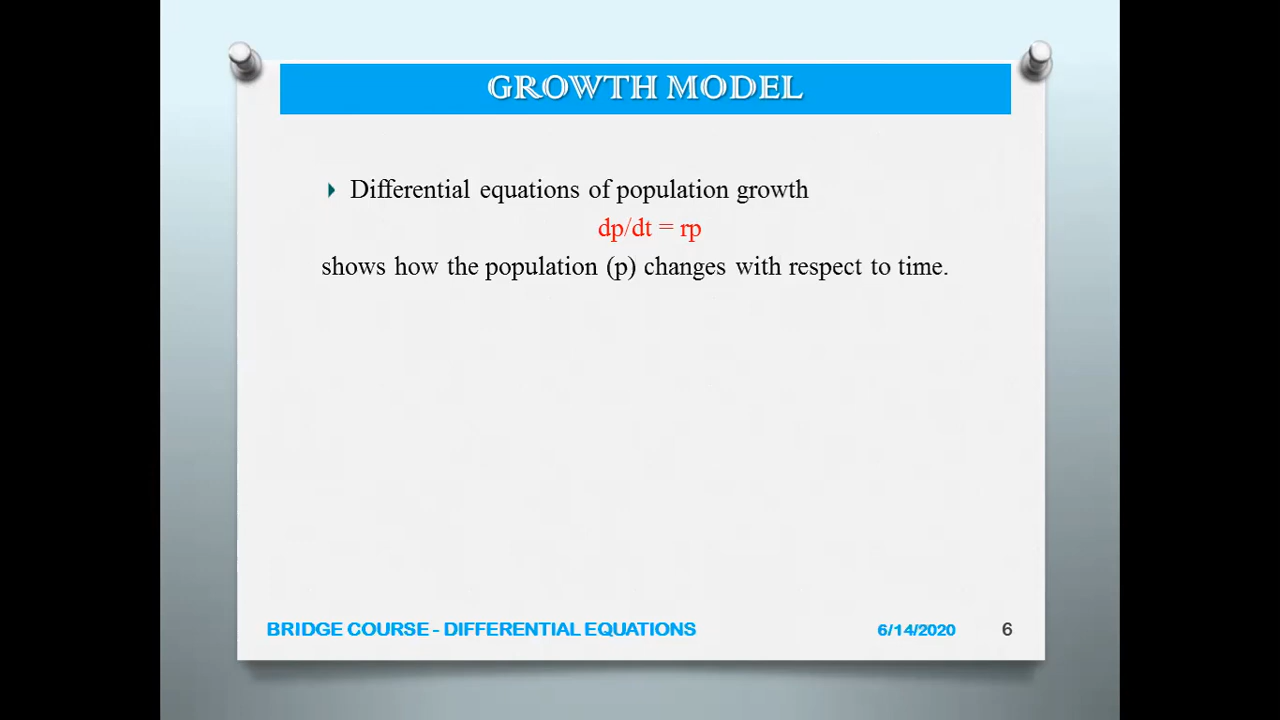 GROWTH MODEL
Differential equations of population growth
dp/dt = rp
shows how the population (p) changes with respect to time.
BRIDGE COURSE - DIFFERENTIAL EQUATIONS 6/14/2020 6